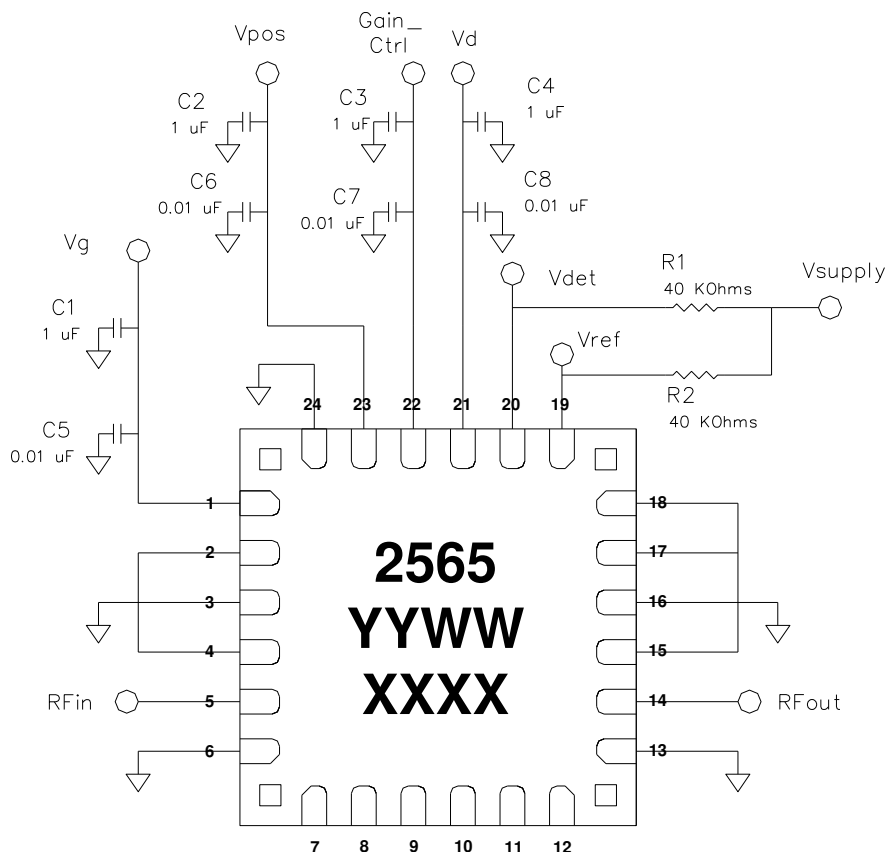 Vpos
Gain_
Ctrl
Vd
C2
1 uF
C3
1 uF
C4
1 uF
C6
0.01 uF
C7
0.01 uF
C8
0.01 uF
Vg
C1
1 uF
C5
0.01 uF
Vdet
R1
40 KOhms
Vsupply
Vref
R2
40 KOhms
24 23 22 21 20 19
1
2
3
4
RFin 5
6
18
17
16
15
14 RFout
13
2565
YYWW
XXXX
7 8 9 10 11 12